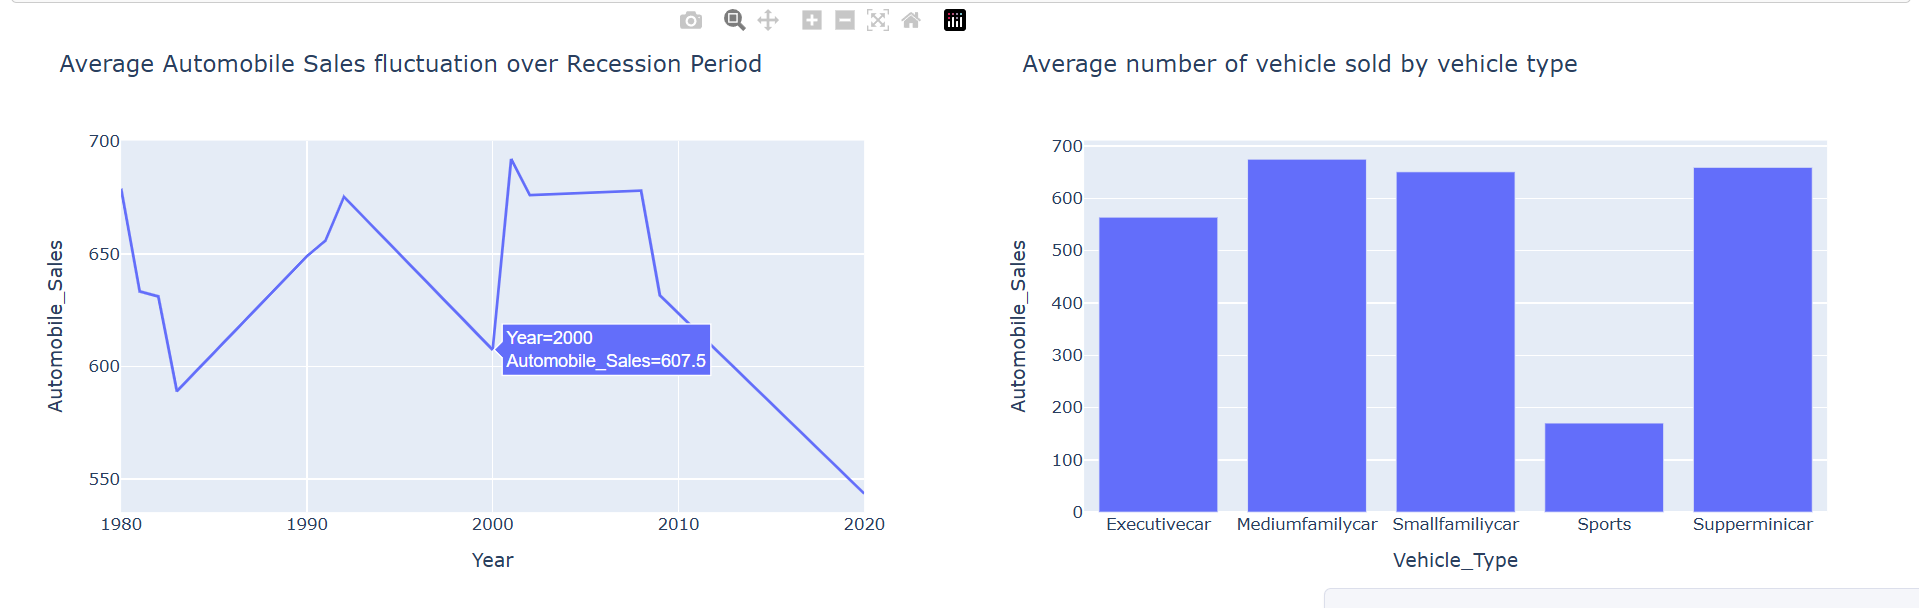 Average Automobile Sales fluctuation over Recession Period
700
650
600
550
Automobile_Sales
Year=2000
Automobile_Sales=607.5
1980 1990 2000 2010 2020
Year
Average number of vehicle sold by vehicle type
700
600
500
400
300
200
100
0
Automobile_Sales
Executivecar Mediumfamilycar Smallfamiliycar Sports Supperminicar
Vehicle_Type